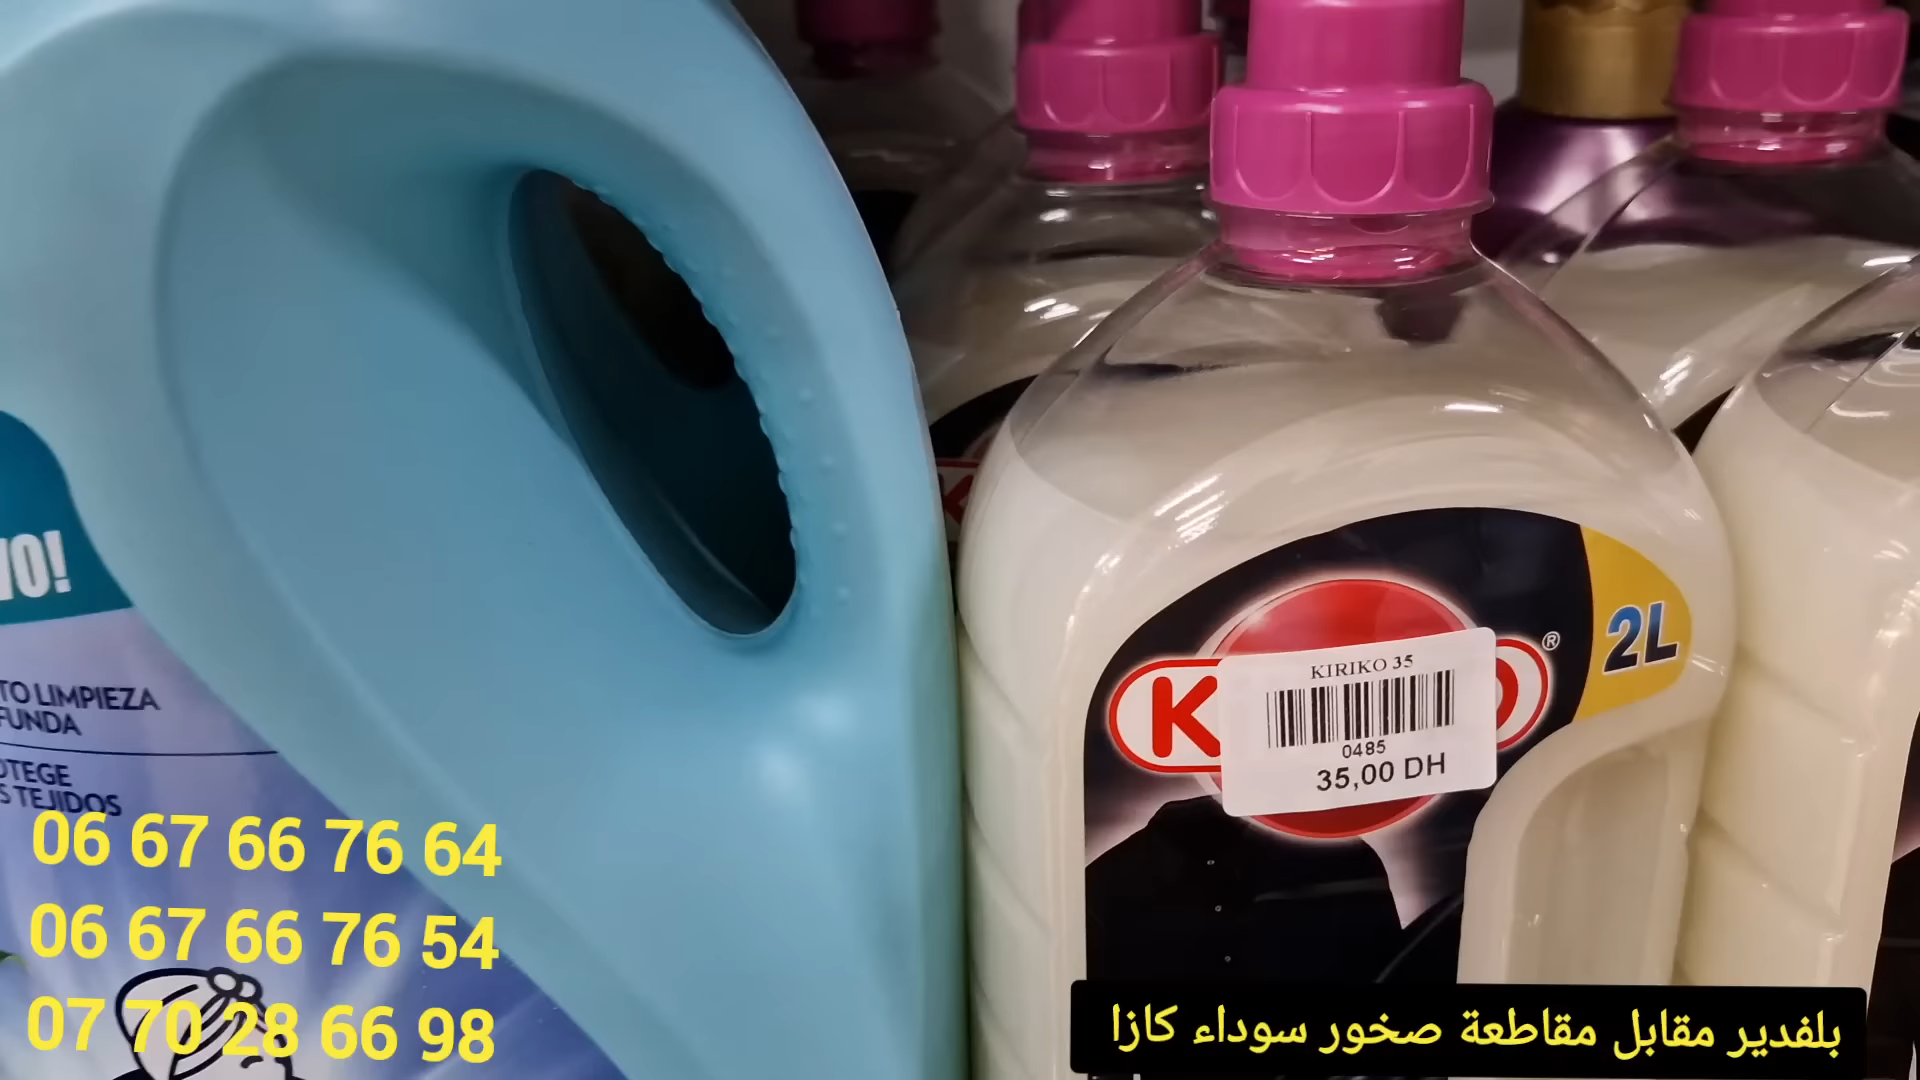 VO!
TO LIMPIEZA
FUNDA
OTEGE
S TEJIDOS
06 67 66 76 64
06 67 66 76 54
07 70 28 66 98
2L
®
K O
KIRIKO 35
0485
35,00 DH
بلفدير مقابل مقاطعة صخور سوداء كازا